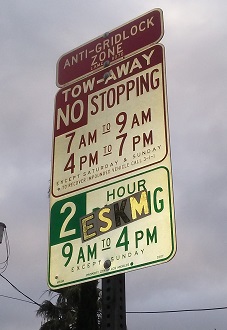 ANTI-GRIDLOCK
ZONE
TOW-AWAY
NO STOPPING
7 AM TO 9 AM
4 PM TO 7 PM
EXCEPT SATURDAY & SUNDAY
2 HOUR
ESKMG
9 AM TO 4 PM
EXCEPT SUNDAY